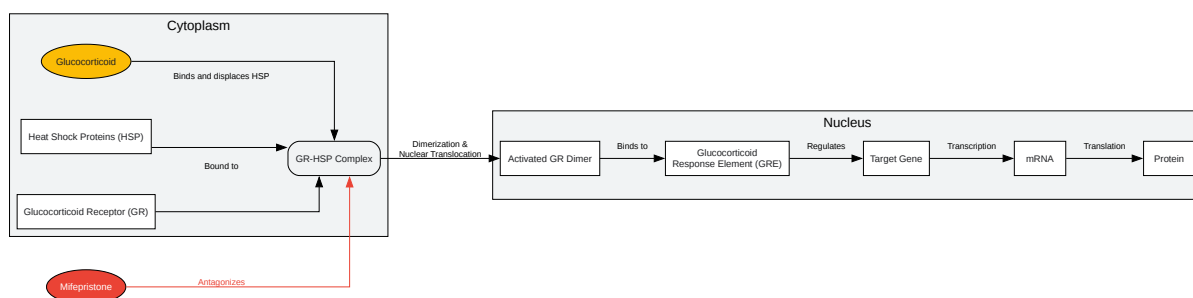 Cytoplasm
Glucocorticoid
Binds and displaces HSP
Heat Shock Proteins (HSP)
Bound to
GR-HSP Complex
Glucocorticoid Receptor (GR)
Mifepristone
Antagonizes
Dimerization &
Nuclear Translocation
Nucleus
Activated GR Dimer
Binds to
Glucocorticoid
Response Element (GRE)
Regulates
Target Gene
Transcription
mRNA
Translation
Protein